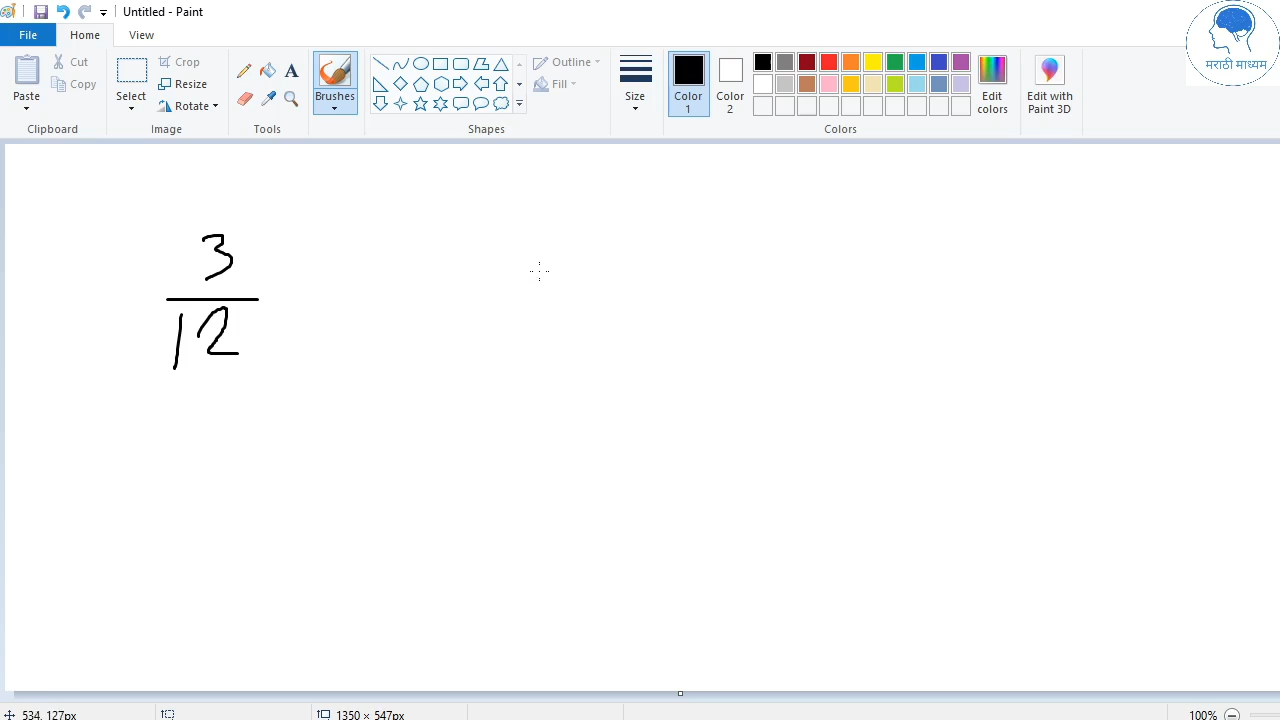 Untitled - Paint
File Home View
Paste
Cut
Copy
Clipboard
Select
Crop
Resize
Rotate
Image
Tools
Brushes
Outline
Fill
Shapes
Size
Color 1
Color 2
Edit colors
Colors
Edit with Paint 3D
मराठी माध्यम
3
12
534, 127px
1350 × 547px
100%